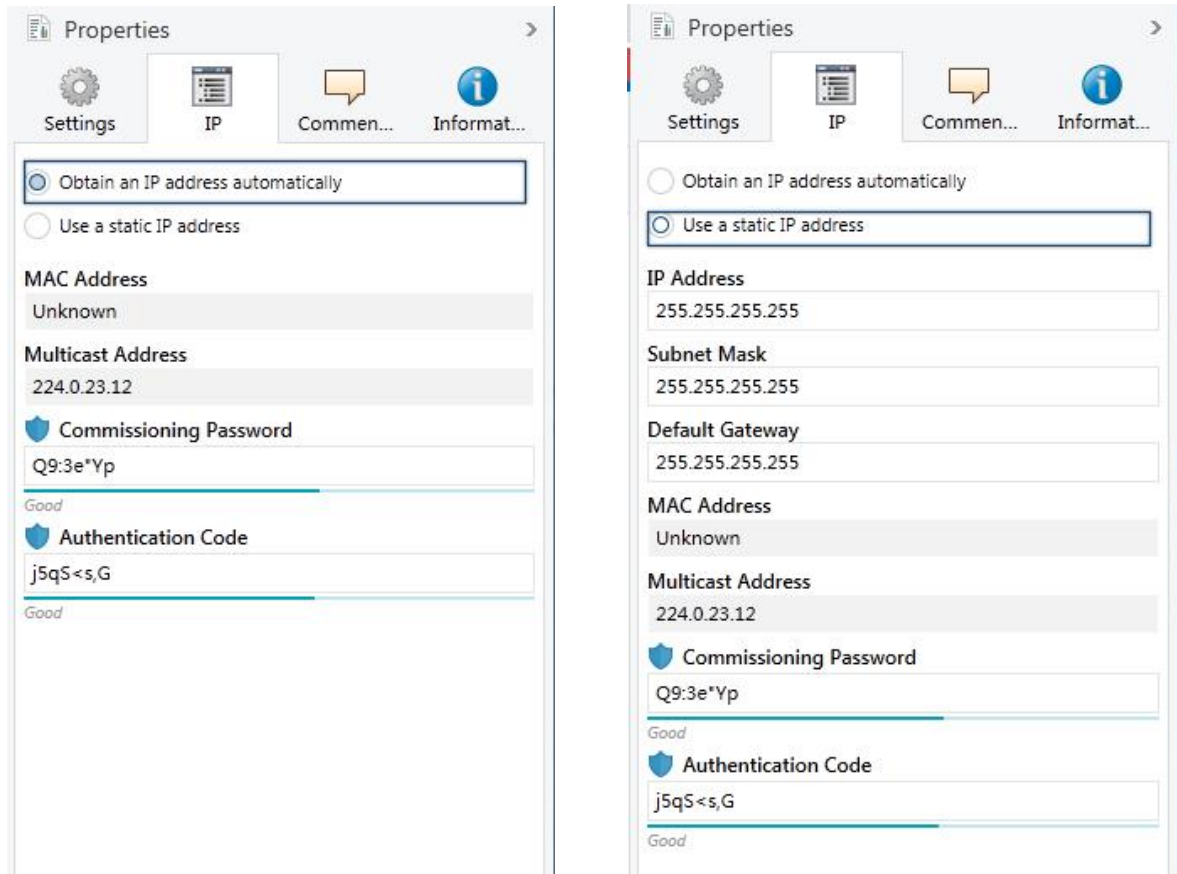 Properties
Settings IP Commen... Informat...
Obtain an IP address automatically
Use a static IP address
MAC Address
Unknown
Multicast Address
224.0.23.12
Commissioning Password
Q9:3e"Yp
Good
Authentication Code
j5qS<s,G
Good
Properties
Settings IP Commen... Informat...
Obtain an IP address automatically
Use a static IP address
IP Address
255.255.255.255
Subnet Mask
255.255.255.255
Default Gateway
255.255.255.255
MAC Address
Unknown
Multicast Address
224.0.23.12
Commissioning Password
Q9:3e"Yp
Good
Authentication Code
j5qS<s,G
Good